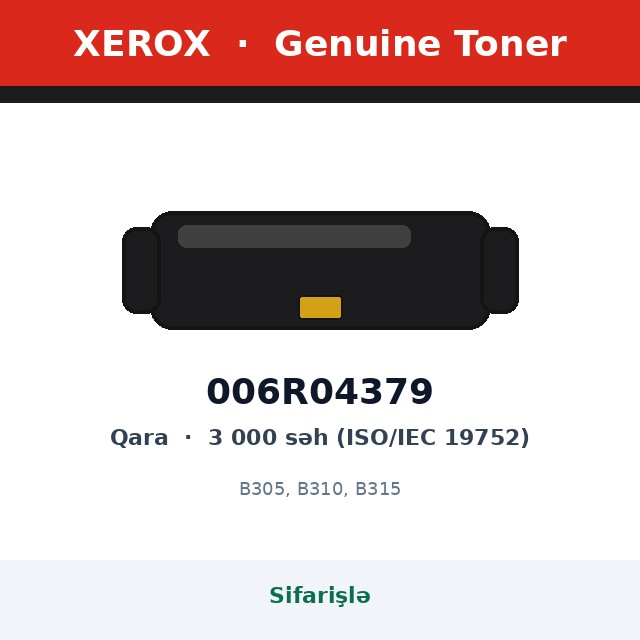 XEROX · Genuine Toner
006R04379
Qara · 3 000 səh (ISO/IEC 19752)
B305, B310, B315
Sifarişlə